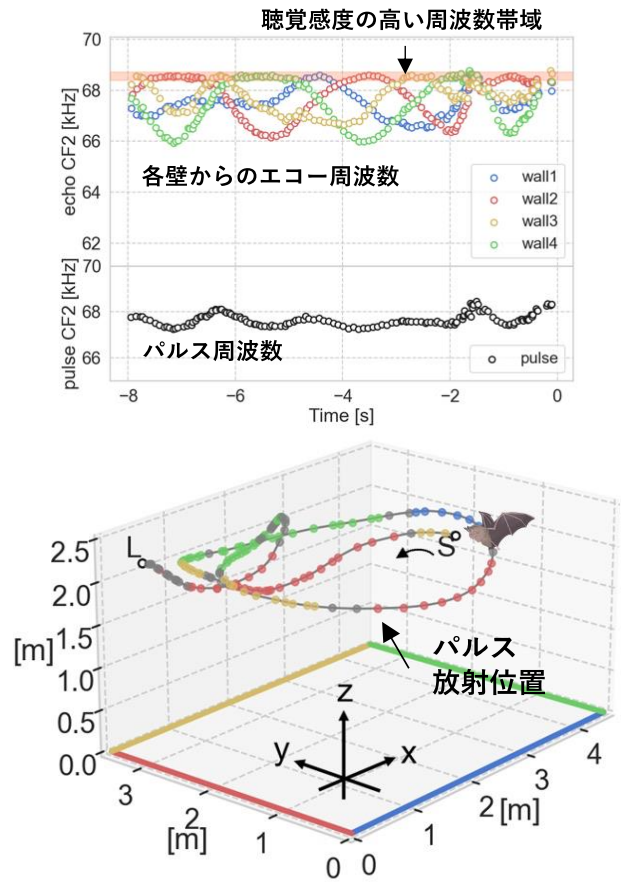 聴覚感度の高い周波数帯域
70
68
66
64
62
echo CF2 [kHz]
各壁からのエコー周波数
wall1
wall2
wall3
wall4
70
68
66
pulse CF2 [kHz]
パルス周波数
pulse
−8 −6 −4 −2 0
Time [s]
2.5
2.0
1.5
1.0
0.5
0.0
[m]
L
S
パルス
放射位置
z
y
x
3
2
1
0
[m]
0
1
2
3
4
[m]